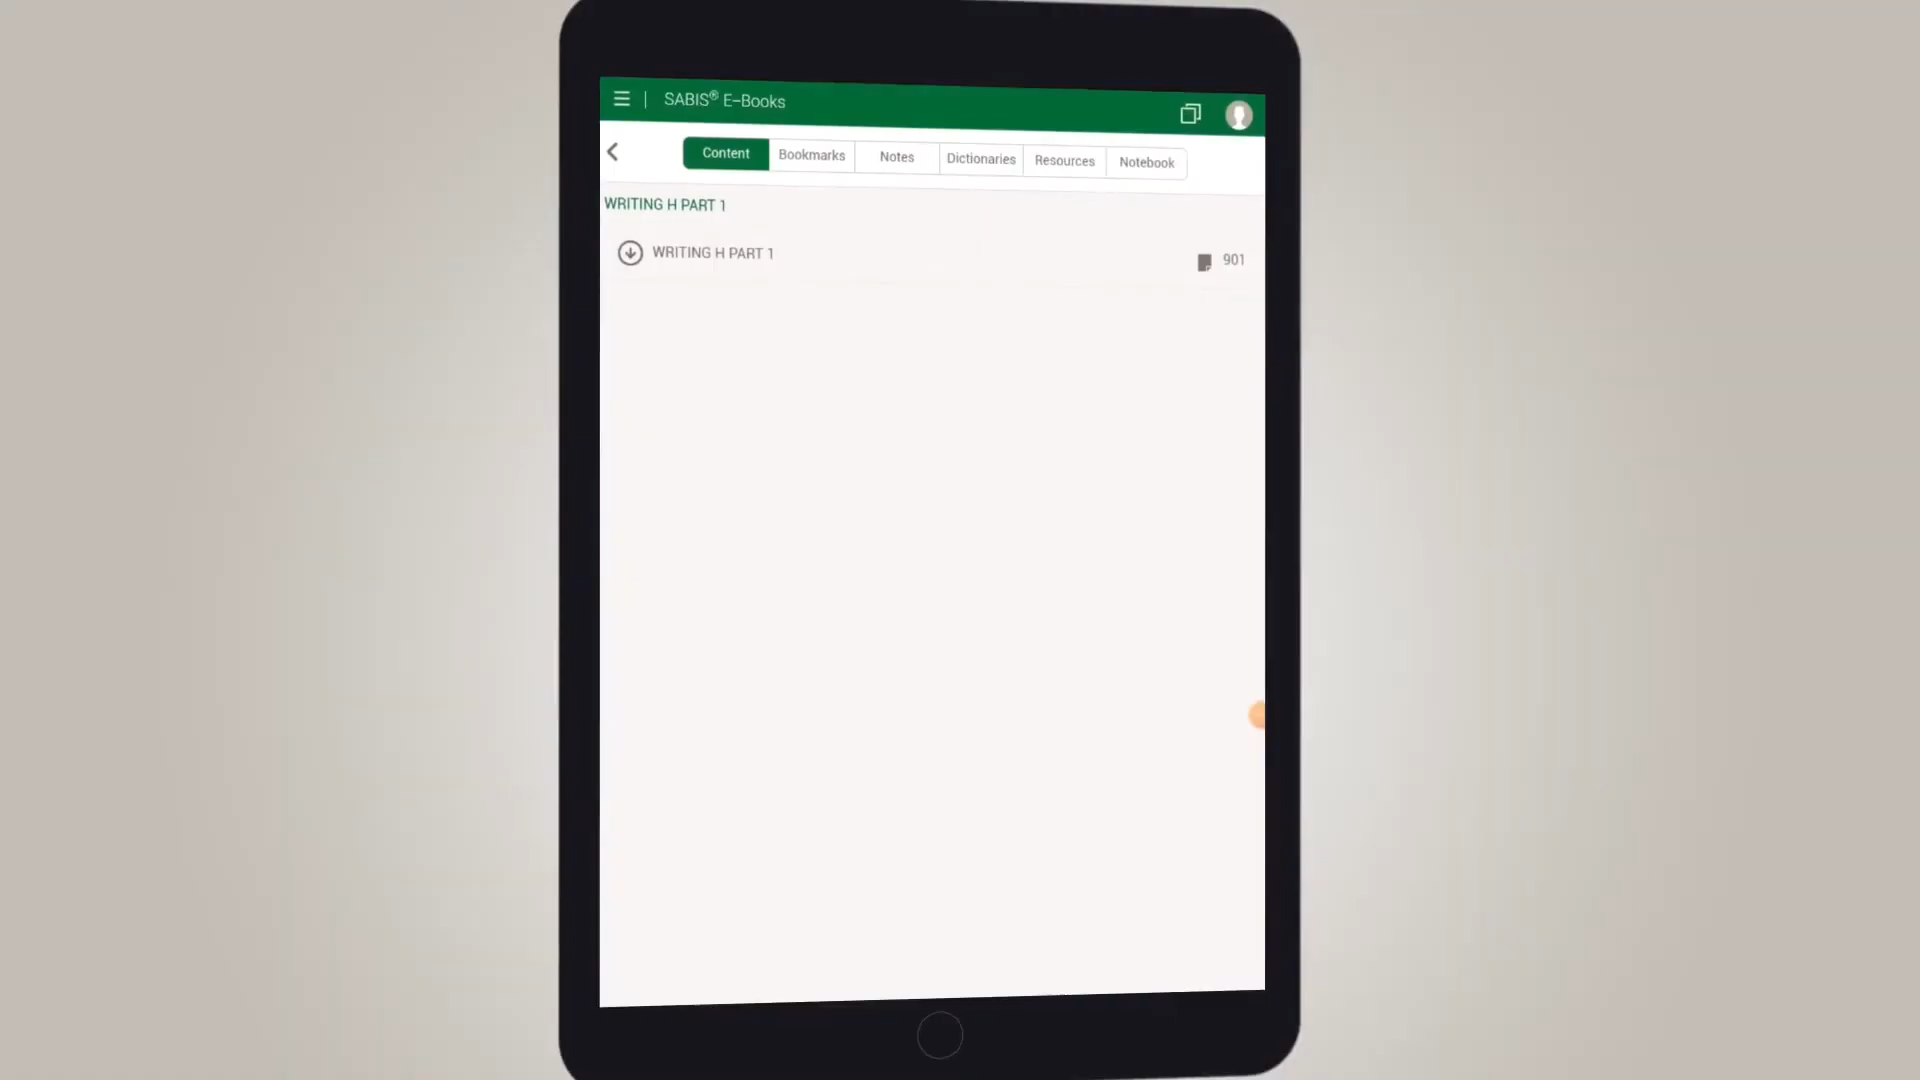 SABIS® E-Books
Content Bookmarks Notes Dictionaries Resources Notebook
WRITING H PART 1
WRITING H PART 1 901